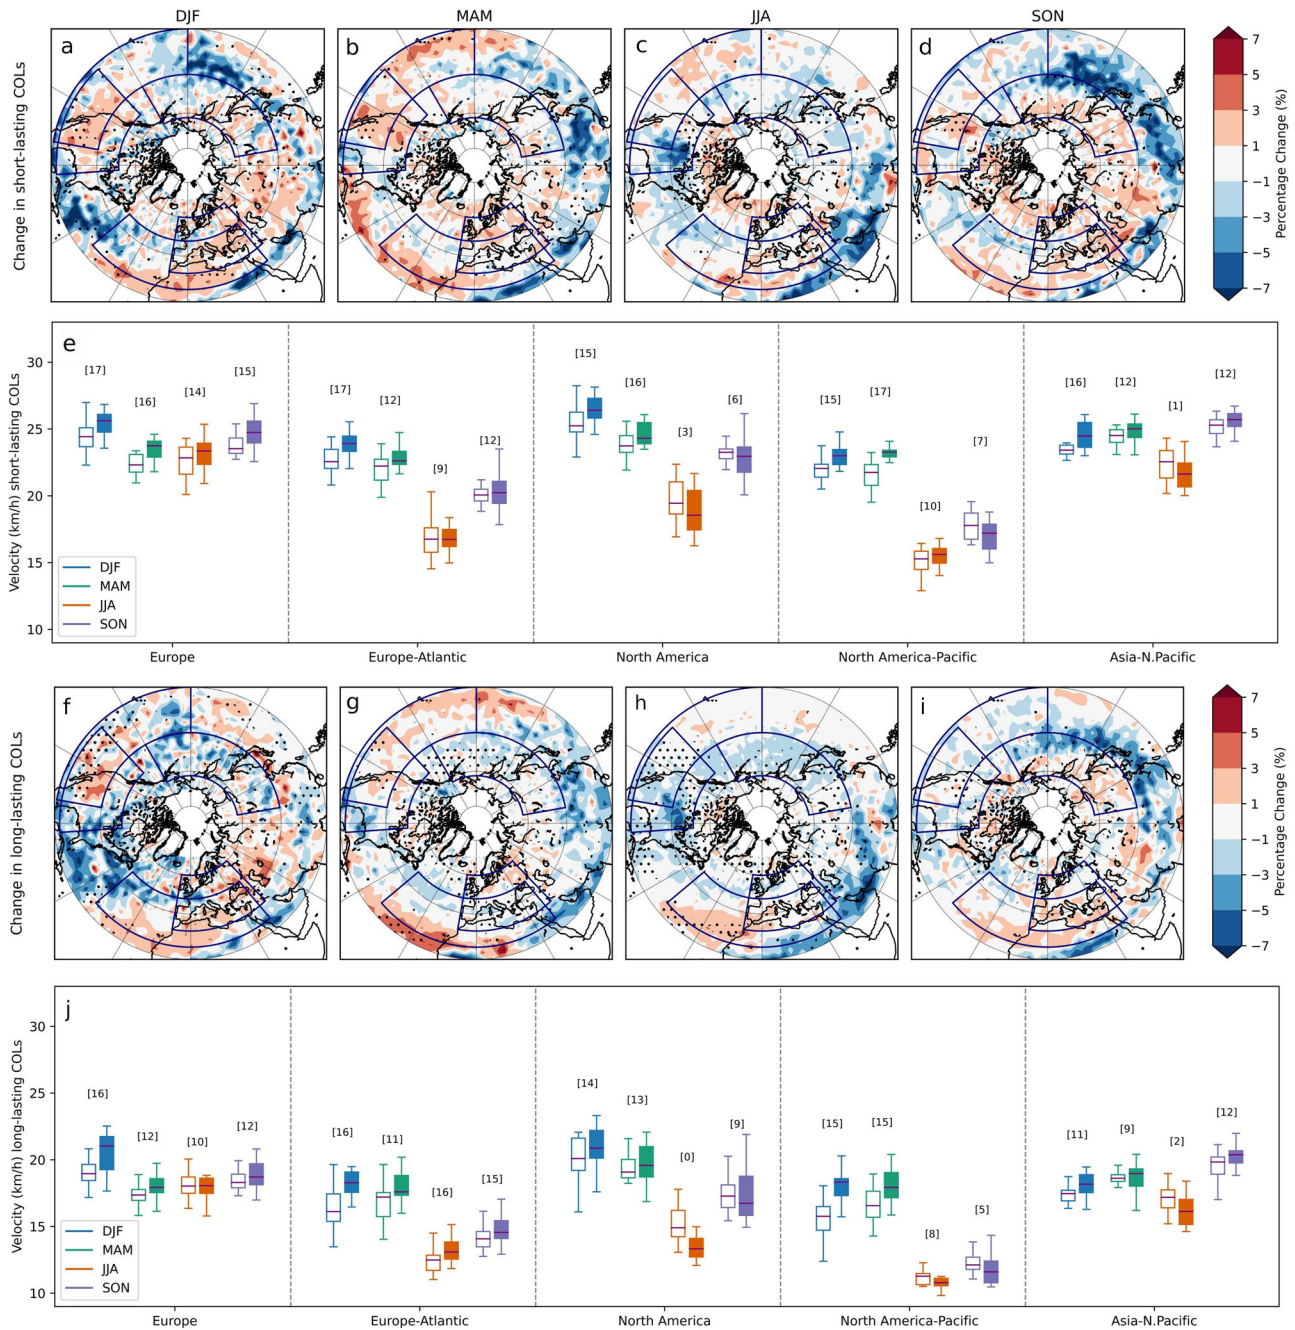 DJF MAM JJA SON
a b c d
Change in short-lasting COLs
7
5
3
1
−1
−3
−5
−7
Percentage Change (%)
e
Velocity (km/h) short-lasting COLs
30
25
20
15
10
[17] [16] [14] [15] [17] [12] [9] [12] [15] [16] [3] [6] [15] [17] [10] [7] [16] [12] [1] [12]
DJF
MAM
JJA
SON
Europe Europe-Atlantic North America North America-Pacific Asia-N.Pacific
f g h i
Change in long-lasting COLs
7
5
3
1
−1
−3
−5
−7
Percentage Change (%)
j
Velocity (km/h) long-lasting COLs
30
25
20
15
10
[16] [12] [10] [12] [16] [11] [16] [15] [14] [13] [0] [9] [15] [15] [8] [5] [11] [9] [2] [12]
DJF
MAM
JJA
SON
Europe Europe-Atlantic North America North America-Pacific Asia-N.Pacific